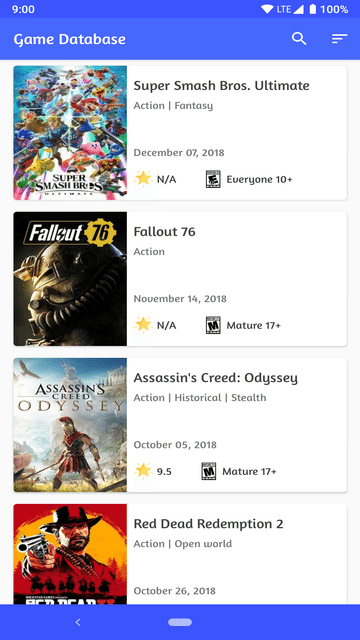 9:00
LTE
100%
Game Database
SUPER
SMASH BROS.
ULTIMATE
Super Smash Bros. Ultimate
Action | Fantasy
December 07, 2018
N/A
E
Everyone 10+
Fallout 76
Fallout 76
Action
November 14, 2018
N/A
M
Mature 17+
ASSASSIN'S
CREED
ODYSSEY
Assassin's Creed: Odyssey
Action | Historical | Stealth
October 05, 2018
9.5
M
Mature 17+
Red Dead Redemption 2
Action | Open world
October 26, 2018